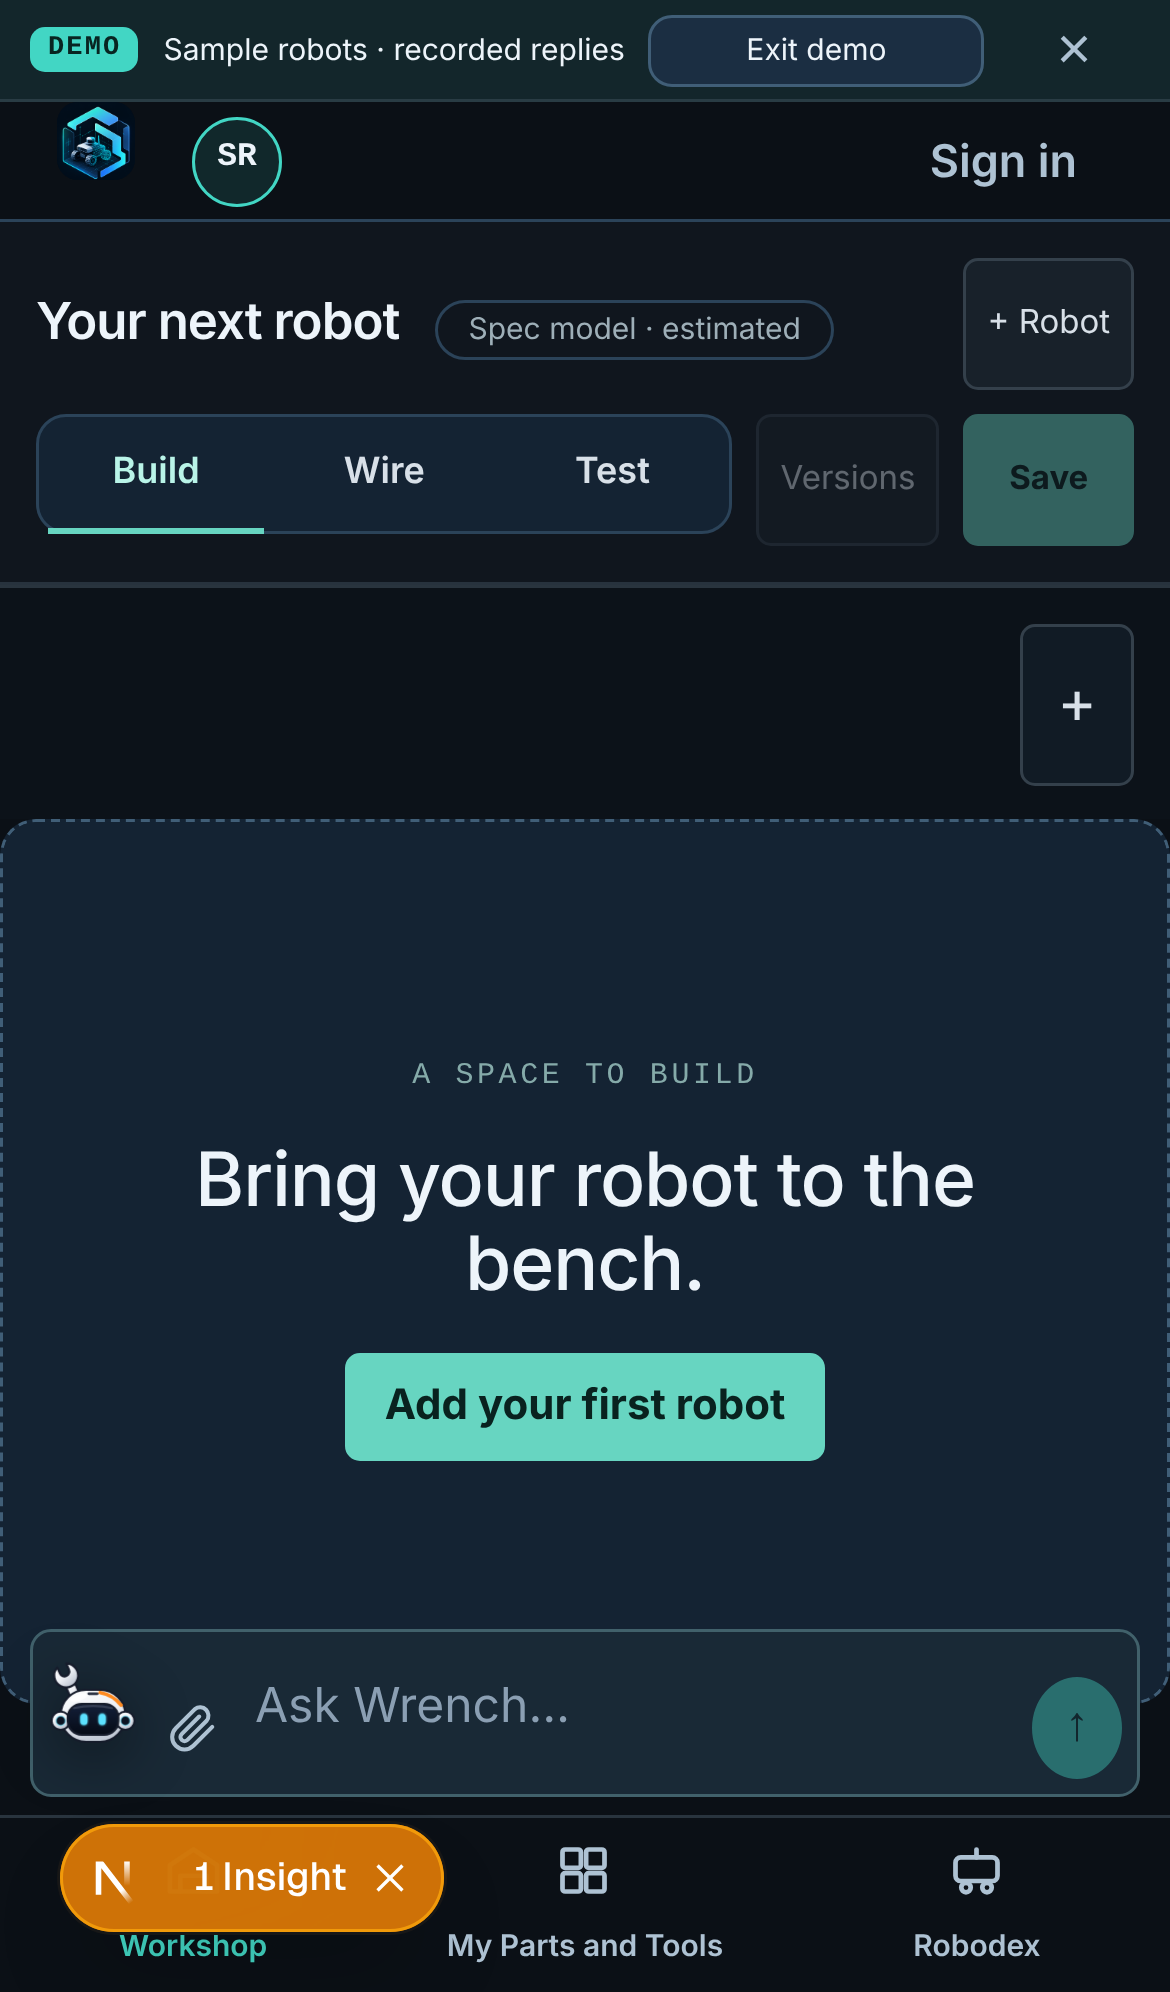 DEMO Sample robots · recorded replies Exit demo ×
SR Sign in
Your next robot Spec model · estimated + Robot
Build Wire Test Versions Save
+
A SPACE TO BUILD
Bring your robot to the
bench.
Add your first robot
Ask Wrench... ↑
N 1 Insight ×
Workshop My Parts and Tools Robodex